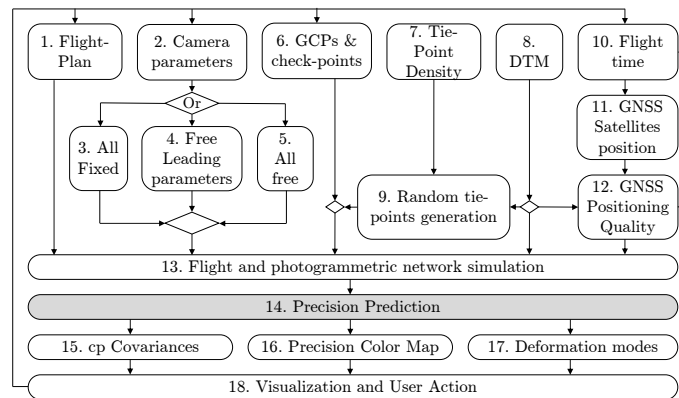 1. Flight-
Plan
2. Camera
parameters
6. GCPs &
check-points
7. Tie-
Point
Density
8.
DTM
10. Flight
time
Or
11. GNSS
Satellites
position
3. All
Fixed
4. Free
Leading
parameters
5.
All
free
9. Random tie-
points generation
12. GNSS
Positioning
Quality
13. Flight and photogrammetric network simulation
14. Precision Prediction
15. cp Covariances
16. Precision Color Map
17. Deformation modes
18. Visualization and User Action